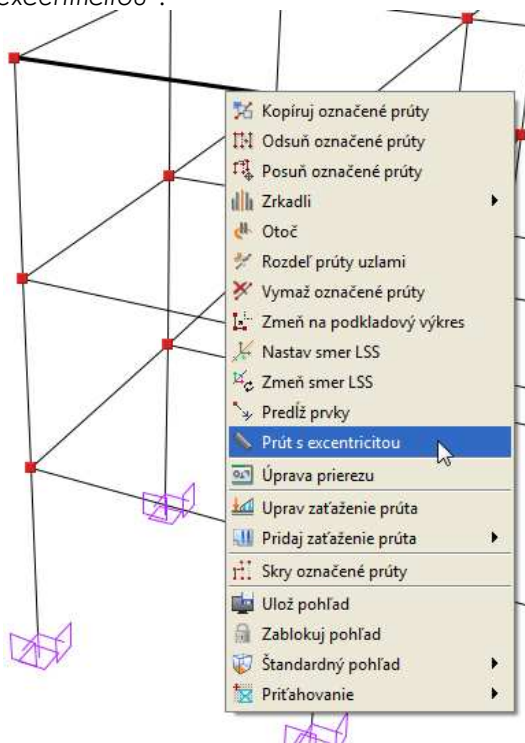 excentricitou".
Kopíruj označené prúty
Odsuň označené prúty
Posuň označené prúty
Zrkadli
Otoč
Rozdeľ prúty uzlami
Vymaž označené prúty
Zmeň na podkladový výkres
Nastav smer LSS
Zmeň smer LSS
Predĺž prvky
Prút s excentricitou
Úprava prierezu
Uprav zaťaženie prúta
Pridaj zaťaženie prúta
Skry označené prúty
Ulož pohľad
Zablokuj pohľad
Štandardný pohľad
Priťahovanie